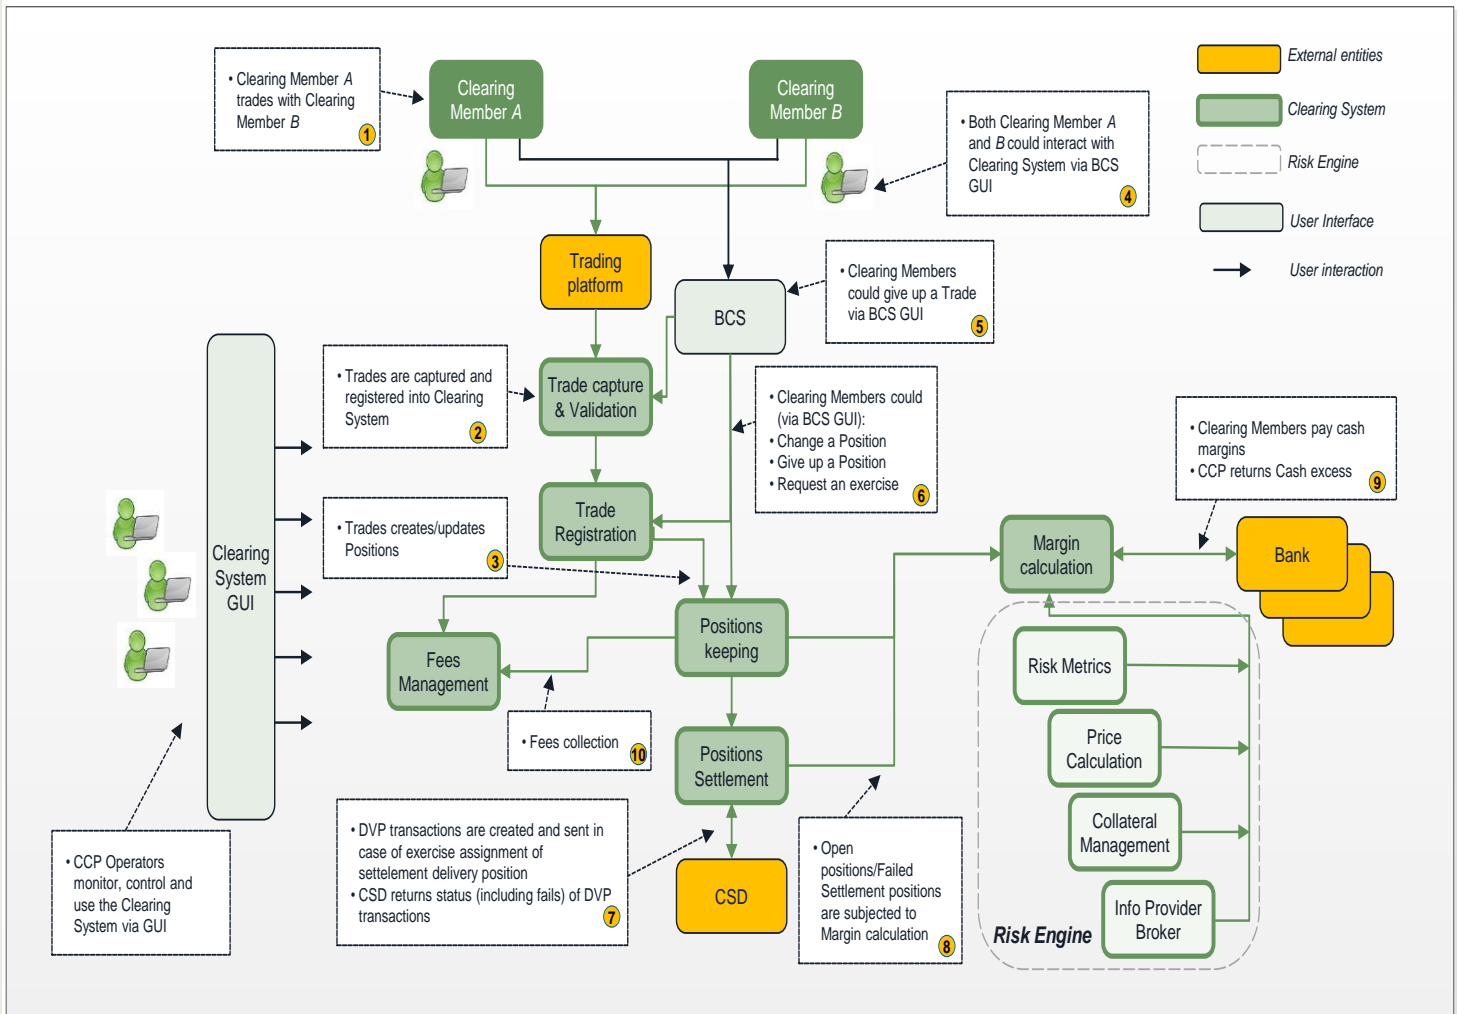 • Clearing Member A
trades with Clearing
Member B
1
Clearing
Member A
Clearing
Member B
• Both Clearing Member A
and B could interact with
Clearing System via BCS
GUI
4
External entities
Clearing System
Risk Engine
User Interface
User interaction
Trading
platform
BCS
• Clearing Members
could give up a Trade
via BCS GUI
5
• Trades are captured and
registered into Clearing
System
2
Trade capture
& Validation
• Clearing Members could
(via BCS GUI):
• Change a Position
• Give up a Position
• Request an exercise
6
• Clearing Members pay cash
margins
• CCP returns Cash excess
9
Clearing
System
GUI
• Trades creates/updates
Positions
3
Trade
Registration
Margin
calculation
Bank
Fees
Management
Positions
keeping
• Fees collection
10
Positions
Settlement
Risk Metrics
Price
Calculation
Collateral
Management
Info Provider
Broker
Risk Engine
• CCP Operators
monitor, control and
use the Clearing
System via GUI
• DVP transactions are created and sent in
case of exercise assignment of
settelement delivery position
• CSD returns status (including fails) of DVP
transactions
7
CSD
• Open
positions/Failed
Settlement positions
are subjected to
Margin calculation
8